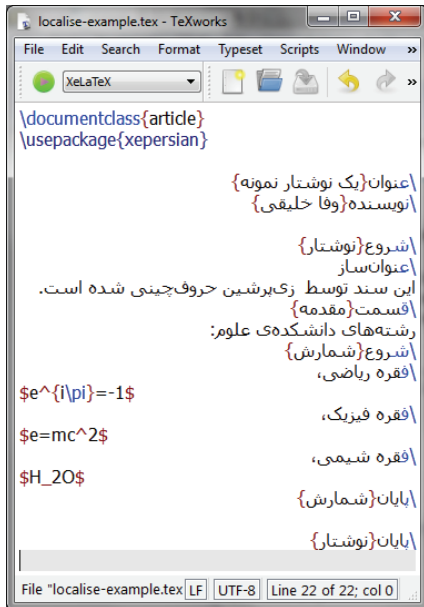 localise-example.tex - TeXworks
File Edit Search Format Typeset Scripts Window »
XeLaTeX »
\documentclass{article}
\usepackage{xepersian}
\عنوان{یک نوشتار نمونه}
\نویسنده{وفا خلیقی}
\شروع{نوشتار}
\عنوان‌ساز
این سند توسط زی‌پرشین حروف‌چینی شده است.
\قسمت{مقدمه}
رشته‌های دانشکده‌ی علوم:
\شروع{شمارش}
\فقره ریاضی،
$e^{i\pi}=-1$
\فقره فیزیک،
$e=mc^2$
\فقره شیمی،
$H_2O$
\پایان{شمارش}
\پایان{نوشتار}
File "localise-example.tex LF UTF-8 Line 22 of 22; col 0